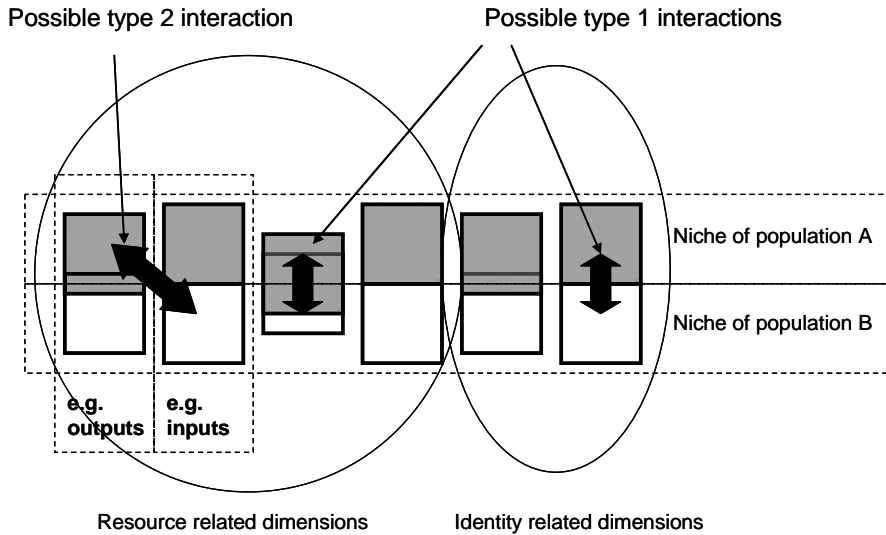 Possible type 2 interaction
Possible type 1 interactions
Niche of population A
Niche of population B
e.g.
outputs
e.g.
inputs
Resource related dimensions
Identity related dimensions